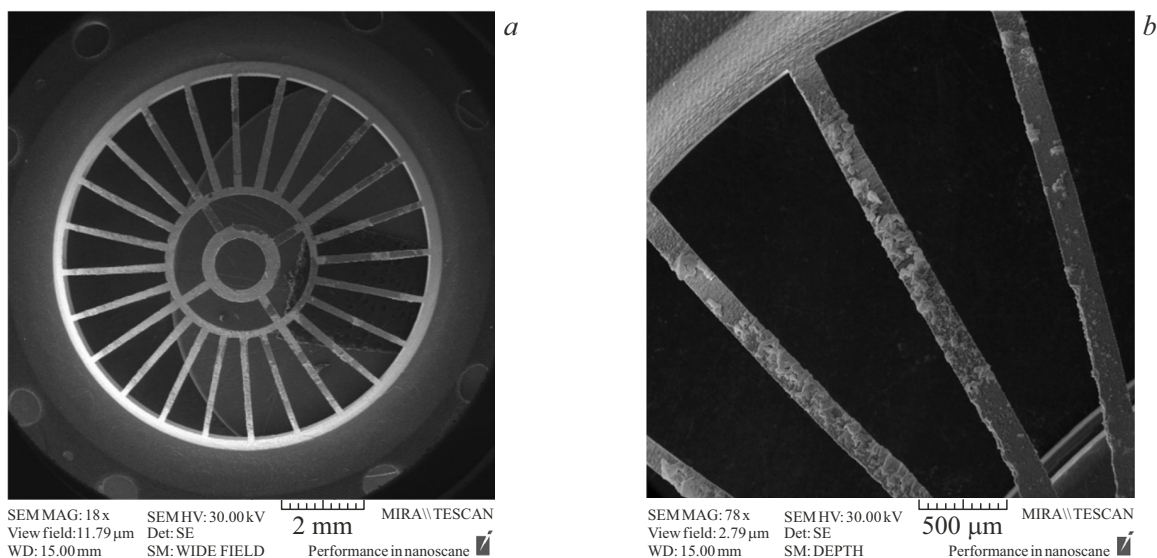 a
b
SEM MAG: 18x SEM HV: 30.00 kV MIRA\\ TESCAN
View field: 11.79 μm Det: SE 2 mm
WD: 15.00 mm SM: WIDE FIELD Performance in nanoscane
SEM MAG: 78x SEM HV: 30.00 kV MIRA\\ TESCAN
View field: 2.79 μm Det: SE 500 μm
WD: 15.00 mm SM: DEPTH Performance in nanoscane